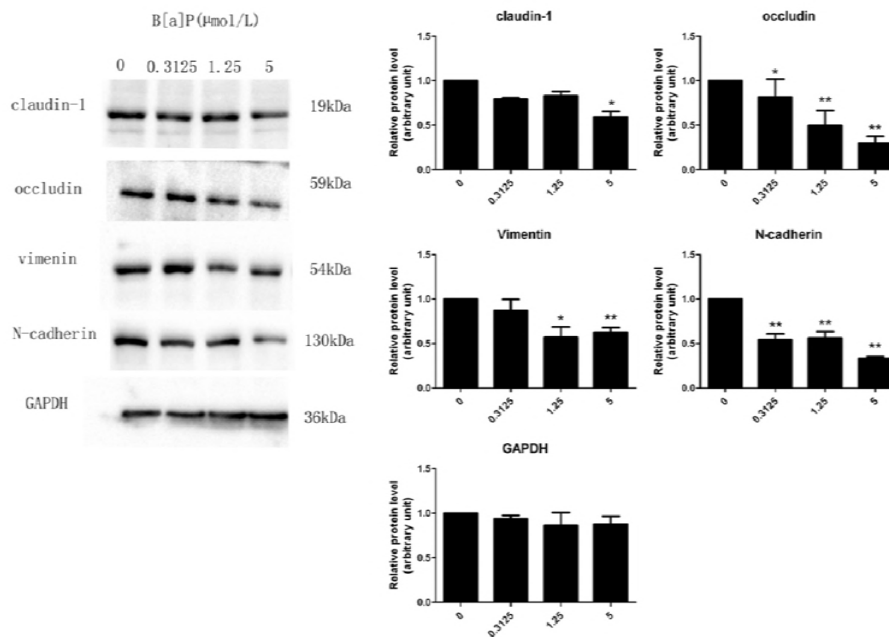 B[a]P(μmol/L)
0 0.3125 1.25 5
claudin-1 19kDa
occludin 59kDa
vimenin 54kDa
N-cadherin 130kDa
GAPDH 36kDa
claudin-1
Relative protein level
(arbitrary unit)
1.5
1.0
0.5
0.0
*
0 0.3125 1.25 5
occludin
Relative protein level
(arbitrary unit)
1.5
1.0
0.5
0.0
* ** **
0 0.3125 1.25 5
Vimentin
Relative protein level
(arbitrary unit)
1.5
1.0
0.5
0.0
* **
0 0.3125 1.25 5
N-cadherin
Relative protein level
(arbitrary unit)
1.5
1.0
0.5
0.0
** ** **
0 0.3125 1.25 5
GAPDH
Relative protein level
(arbitrary unit)
1.5
1.0
0.5
0.0
0 0.3125 1.25 5